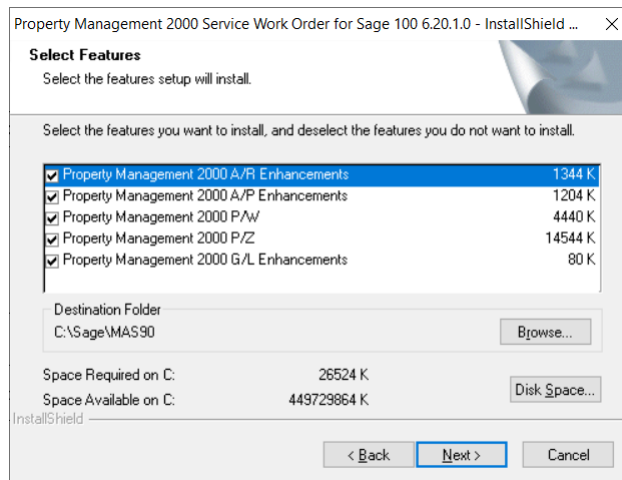 Property Management 2000 Service Work Order for Sage 100 6.20.1.0 - InstallShield ...
Select Features
Select the features setup will install.
Select the features you want to install, and deselect the features you do not want to install.
Property Management 2000 A/R Enhancements 1344 K
Property Management 2000 A/P Enhancements 1204 K
Property Management 2000 P/W 4440 K
Property Management 2000 P/Z 14544 K
Property Management 2000 G/L Enhancements 80 K
Destination Folder
C:\Sage\MAS90 Browse...
Space Required on C: 26524 K
Disk Space...
Space Available on C: 449729864 K
InstallShield
< Back Next > Cancel